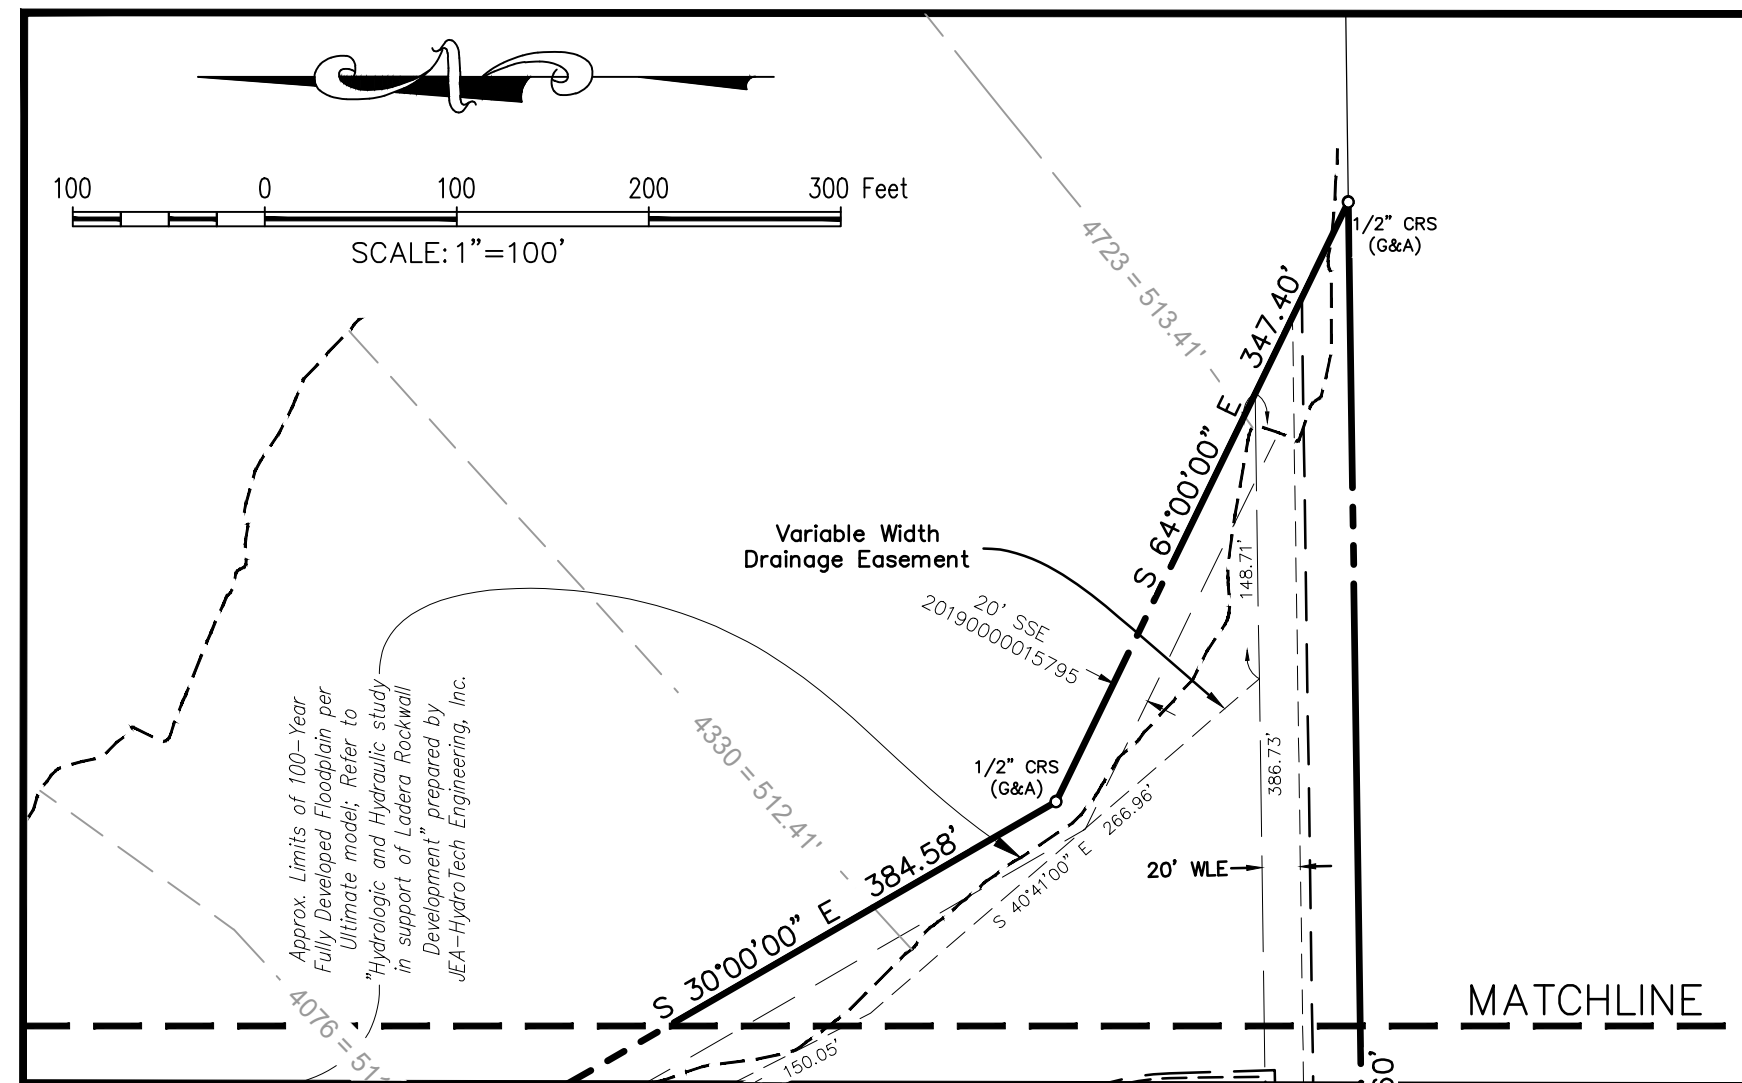 100 0 100 200 300 Feet
SCALE: 1"=100'
4723 = 513.41'
1/2" CRS
(G&A)
S 64°00'00" E 347.40'
Variable Width
Drainage Easement
20' SSE
20190000015795
148.71'
4330 = 512.41'
Approx. Limits of 100-Year
Fully Developed Floodplain per
Ultimate model; Refer to
"Hydrologic and Hydraulic study
in support of Ladera Rockwall
Development" prepared by
JEA-HydroTech Engineering, Inc.
1/2" CRS
(G&A)
386.73'
S 40°41'00" E 266.96'
20' WLE
S 30°00'00" E 384.58'
4076 = 511
MATCHLINE
150.05'